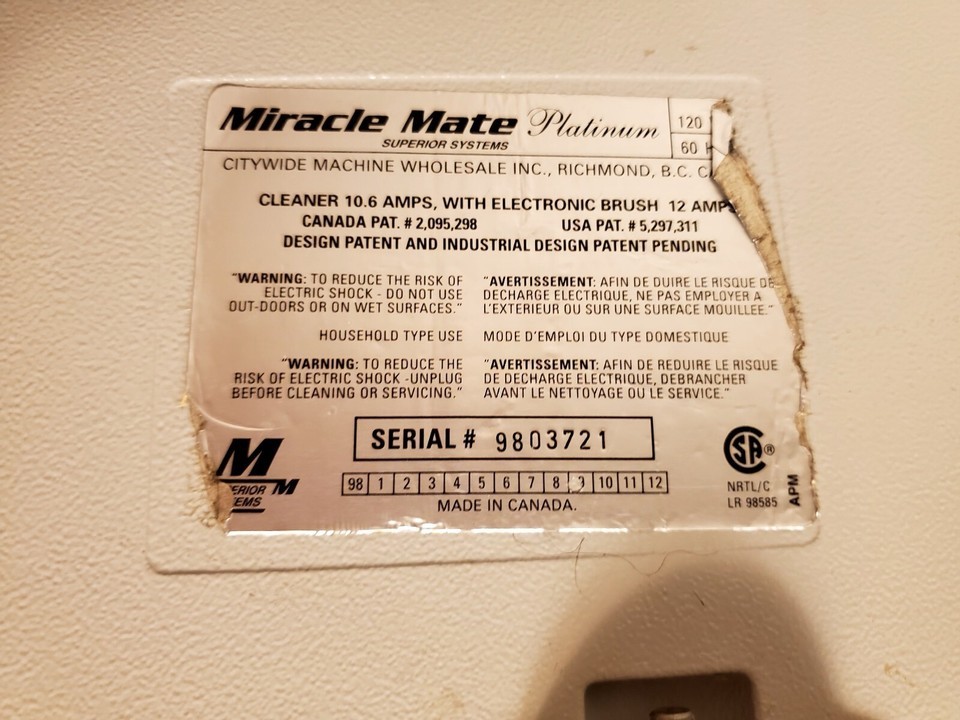 Miracle Mate Platinum
SUPERIOR SYSTEMS
120
60
CITYWIDE MACHINE WHOLESALE INC., RICHMOND, B.C.
CLEANER 10.6 AMPS, WITH ELECTRONIC BRUSH 12 AMPS
CANADA PAT. # 2,095,298 USA PAT. # 5,297,311
DESIGN PATENT AND INDUSTRIAL DESIGN PATENT PENDING
"WARNING: TO REDUCE THE RISK OF
ELECTRIC SHOCK - DO NOT USE
OUT-DOORS OR ON WET SURFACES."
"AVERTISSEMENT: AFIN DE DUIRE LE RISQUE DE
DECHARGE ELECTRIQUE, NE PAS EMPLOYER A
L'EXTERIEUR OU SUR UNE SURFACE MOUILLEE."
HOUSEHOLD TYPE USE MODE D'EMPLOI DU TYPE DOMESTIQUE
"WARNING: TO REDUCE THE
RISK OF ELECTRIC SHOCK -UNPLUG
BEFORE CLEANING OR SERVICING."
"AVERTISSEMENT: AFIN DE REDUIRE LE RISQUE
DE DECHARGE ELECTRIQUE, DEBRANCHER
AVANT LE NETTOYAGE OU LE SERVICE."
M
ERIOR M
EMS
SERIAL # 9803721
98 1 2 3 4 5 6 7 8 9 10 11 12
MADE IN CANADA.
SA®
NRTL/C
LR 98585
APM